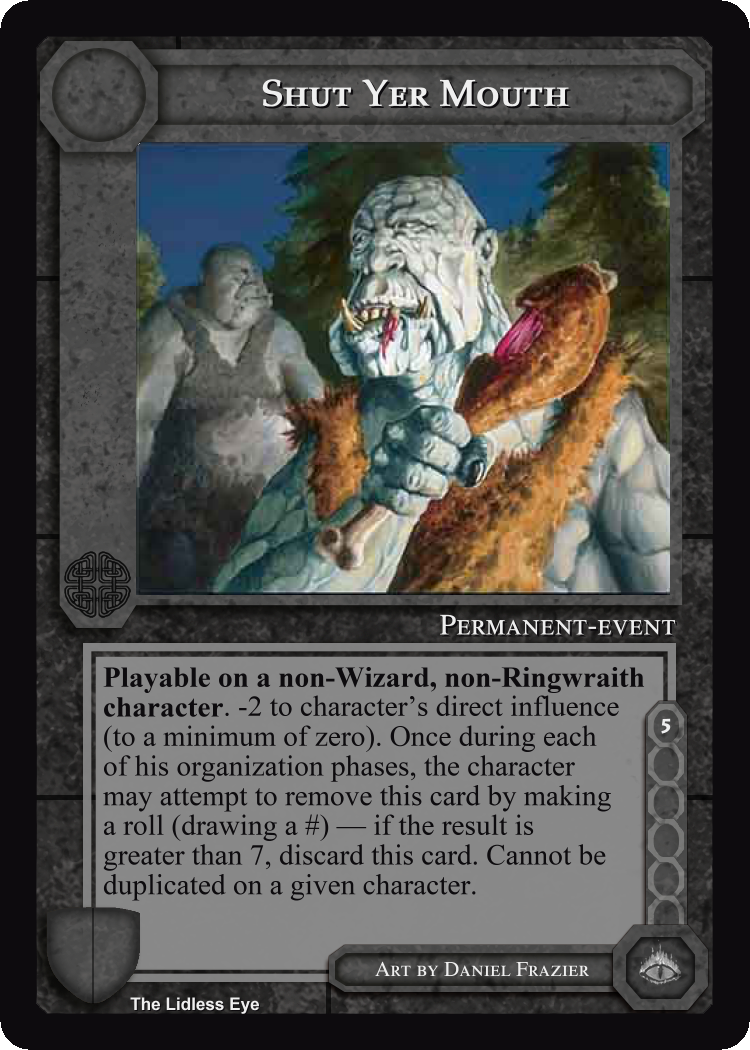 Shut Yer Mouth
Permanent-event
Playable on a non-Wizard, non-Ringwraith
character. -2 to character’s direct influence
(to a minimum of zero). Once during each
of his organization phases, the character
may attempt to remove this card by making
a roll (drawing a #) — if the result is
greater than 7, discard this card. Cannot be
duplicated on a given character.
5
Art by Daniel Frazier
The Lidless Eye